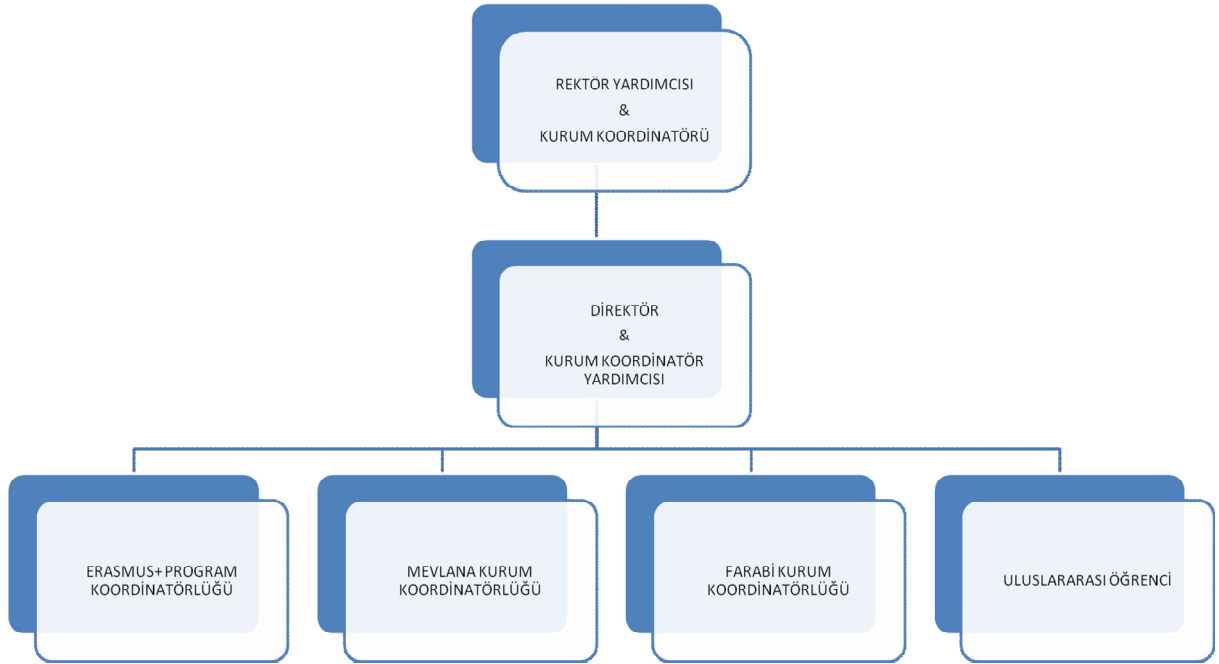 REKTÖR YARDIMCISI
&
KURUM KOORDİNATÖRÜ
DİREKTÖR
&
KURUM KOORDİNATÖR
YARDIMCISI
ERASMUS+ PROGRAM
KOORDİNATÖRLÜĞÜ
MEVLANA KURUM
KOORDİNATÖRLÜĞÜ
FARABİ KURUM
KOORDİNATÖRLÜĞÜ
ULUSLARARASI ÖĞRENCİ